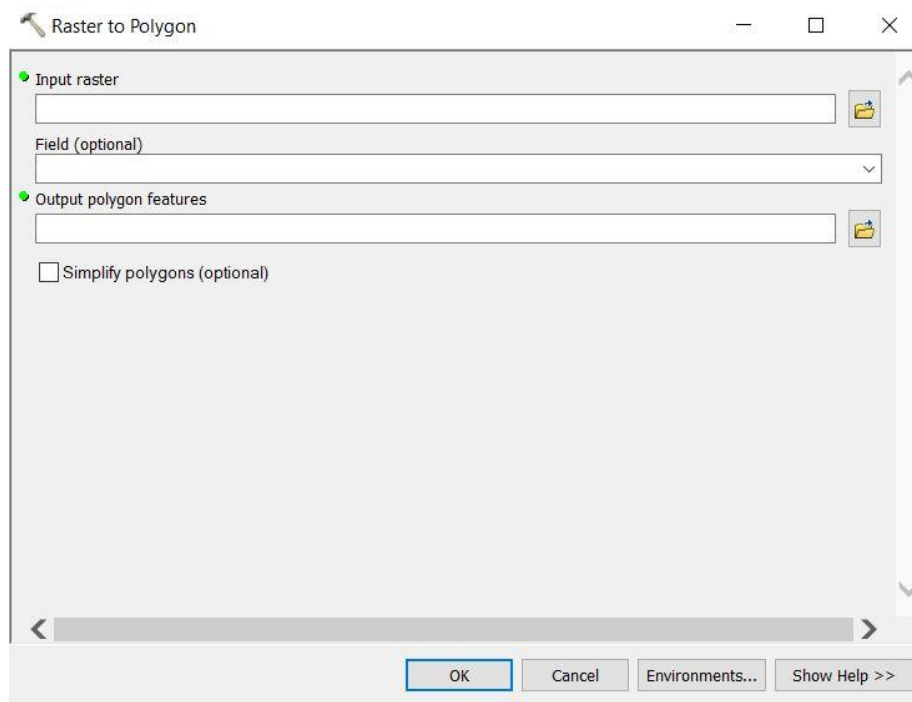 Raster to Polygon
Input raster
Field (optional)
Output polygon features
Simplify polygons (optional)
OK Cancel Environments... Show Help >>